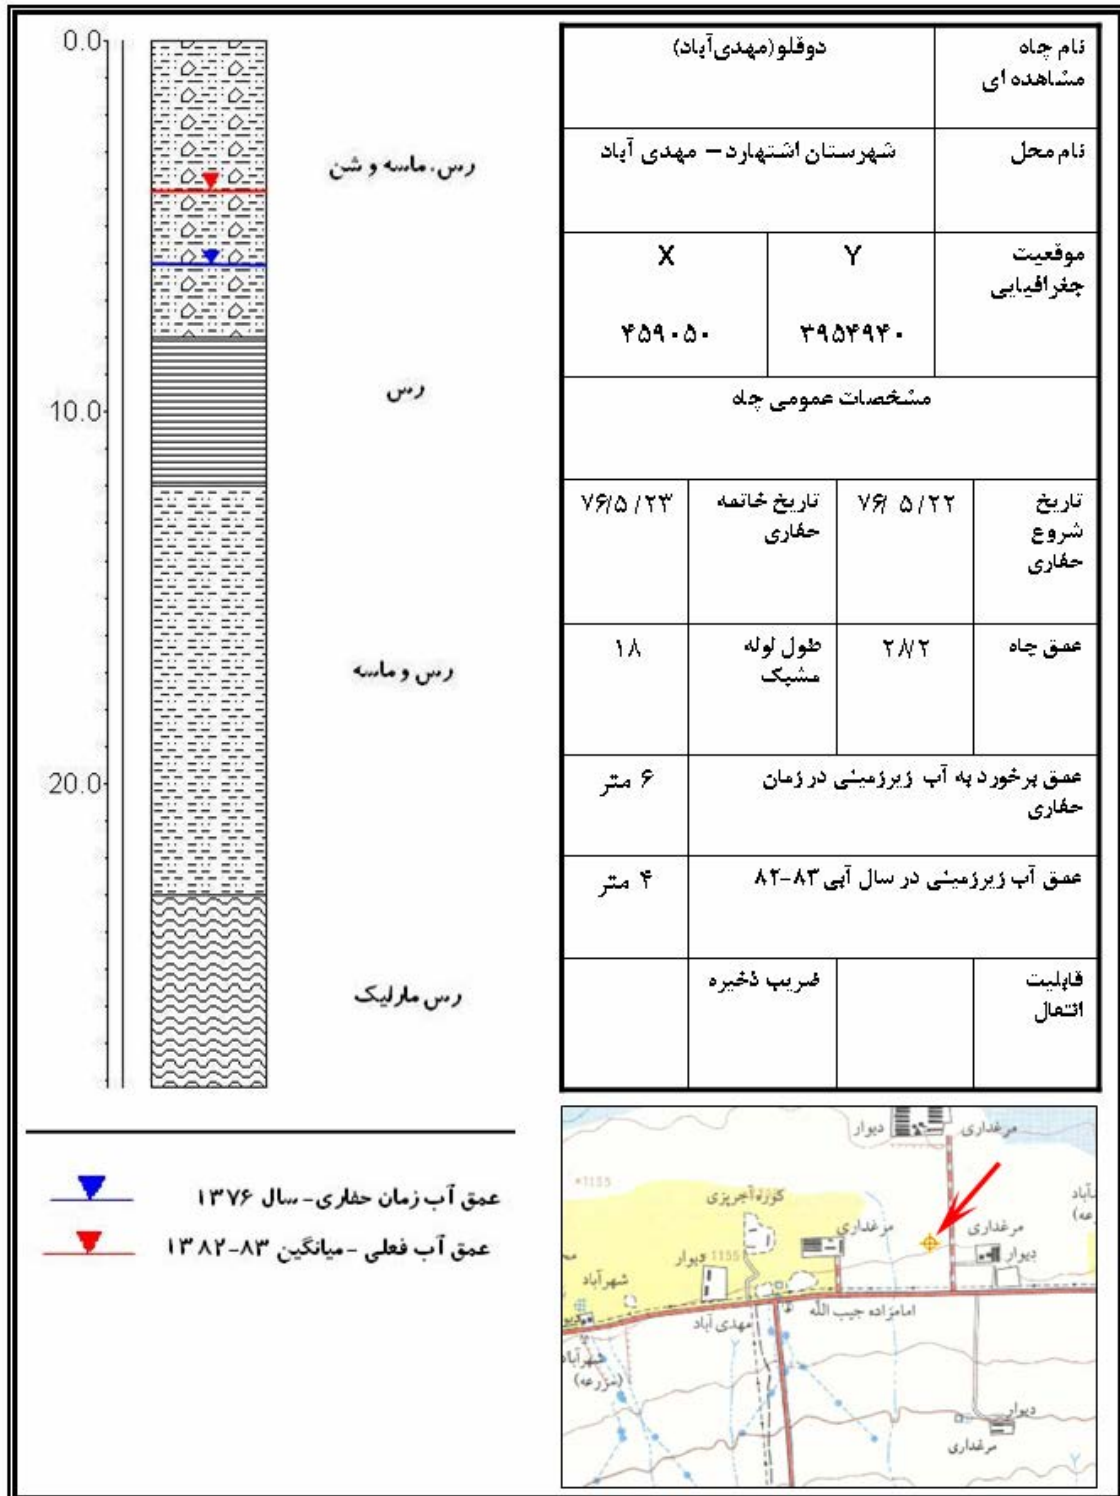 0.0
رس، ماسه و شن
رس
10.0
رس و ماسه
20.0
رس مارلیک
نام چاه
مشاهده ای
دوقلو(مهدی‌آباد)
نام محل
شهرستان اشتهارد – مهدی آباد
موقعیت
جغرافیایی
Y
۳۹۵۴۹۴۰
X
۴۵۹۰۵۰
مشخصات عمومی چاه
تاریخ
شروع
حفاری
۷۶/ ۵/۲۲
تاریخ خاتمه
حفاری
۷۶/۵/۲۳
عمق چاه
۲۸/۲
طول لوله
مشبک
۱۸
عمق برخورد به آب زیرزمینی در زمان
حفاری
۶ متر
عمق آب زیرزمینی در سال آبی ۸۳-۸۲
۴ متر
قابلیت
انتقال
ضریب ذخیره
عمق آب زمان حفاری-سال ۱۳۷۶
عمق آب فعلی -میانگین ۸۳-۱۳۸۲
دیوار
مرغداری
1155
کوره آجرپزی
مرغداری
مرغداری
دیوار
دیوار
1155
شهرآباد
مهدی آباد
امامزاده جیب الله
شهرآباد
(مزرعه)
دیوار
مرغداری